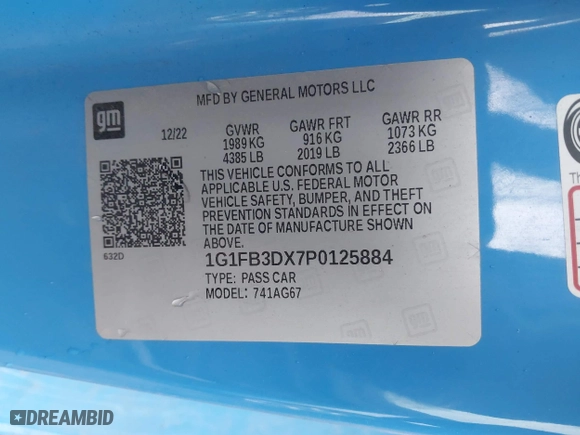 MFD BY GENERAL MOTORS LLC
gm
12/22 GVWR GAWR FRT GAWR RR
1989 KG 916 KG 1073 KG
4385 LB 2019 LB 2366 LB
THIS VEHICLE CONFORMS TO ALL
APPLICABLE U.S. FEDERAL MOTOR
VEHICLE SAFETY, BUMPER, AND THEFT
PREVENTION STANDARDS IN EFFECT ON
THE DATE OF MANUFACTURE SHOWN
ABOVE.
632D
1G1FB3DX7P0125884
TYPE: PASS CAR
MODEL: 741AG67
DREAMBID